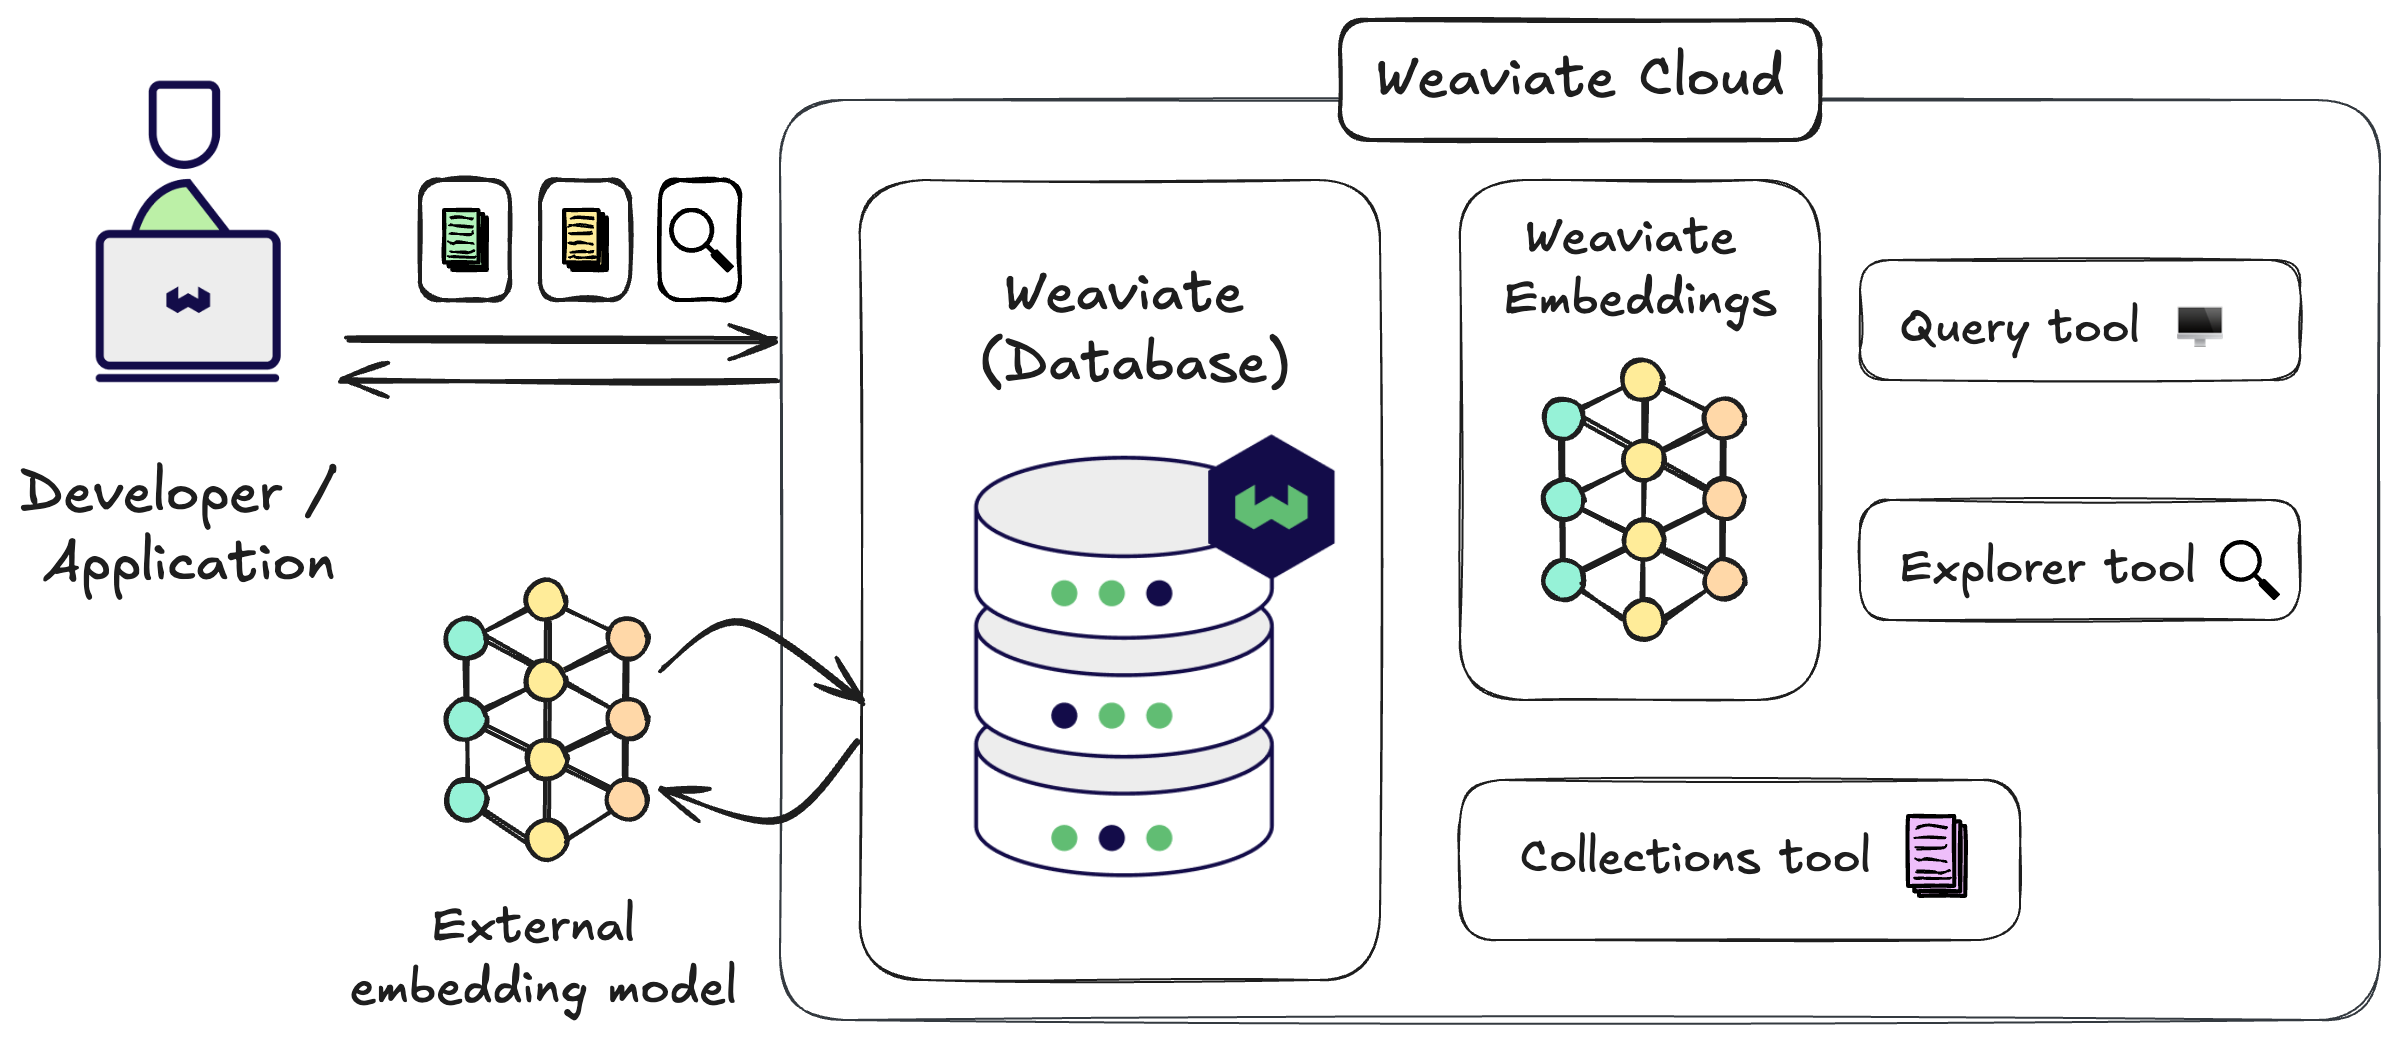 Weaviate Cloud
Developer /
Application
External
embedding model
Weaviate
(Database)
Weaviate
Embeddings
Query tool
Explorer tool
Collections tool